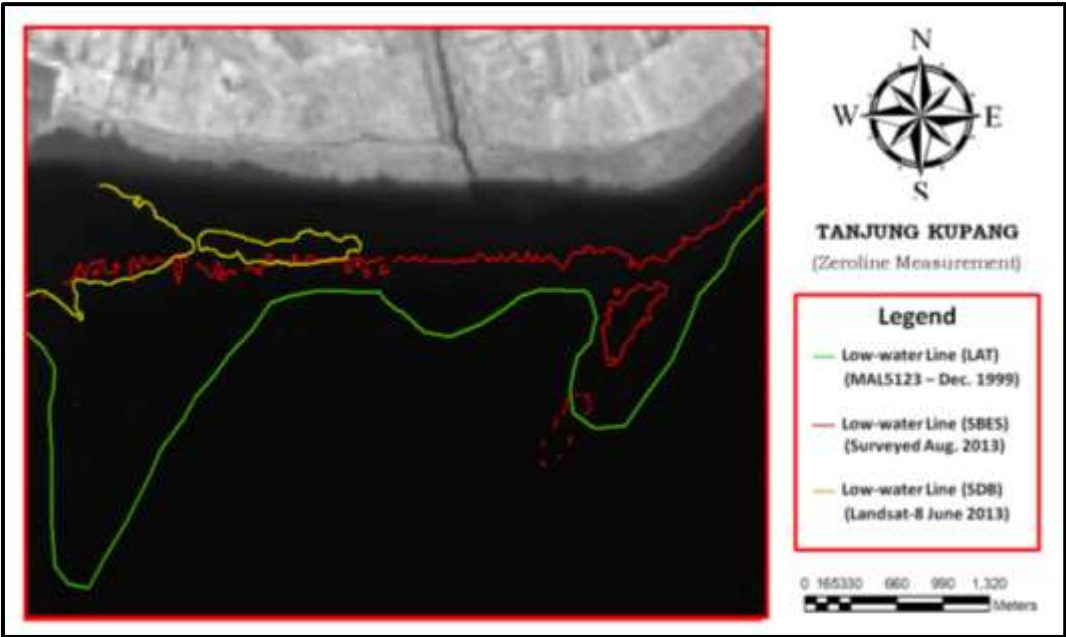 N
W E
S
TANJUNG KUPANG
(Zeroline Measurement)
Legend
Low-water Line (LAT)
(MAL5123 – Dec. 1999)
Low-water Line (SBES)
(Surveyed Aug. 2013)
Low-water Line (SDB)
(Landsat-8 June 2013)
0 165330 660 990 1,320
Meters